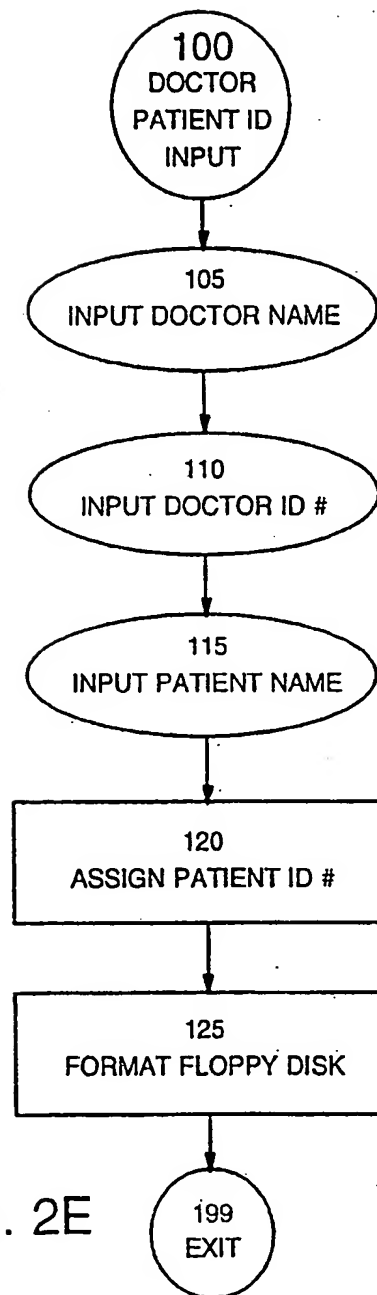 100
DOCTOR
PATIENT ID
INPUT
105
INPUT DOCTOR NAME
110
INPUT DOCTOR ID #
115
INPUT PATIENT NAME
120
ASSIGN PATIENT ID #
125
FORMAT FLOPPY DISK
199
EXIT
. 2E